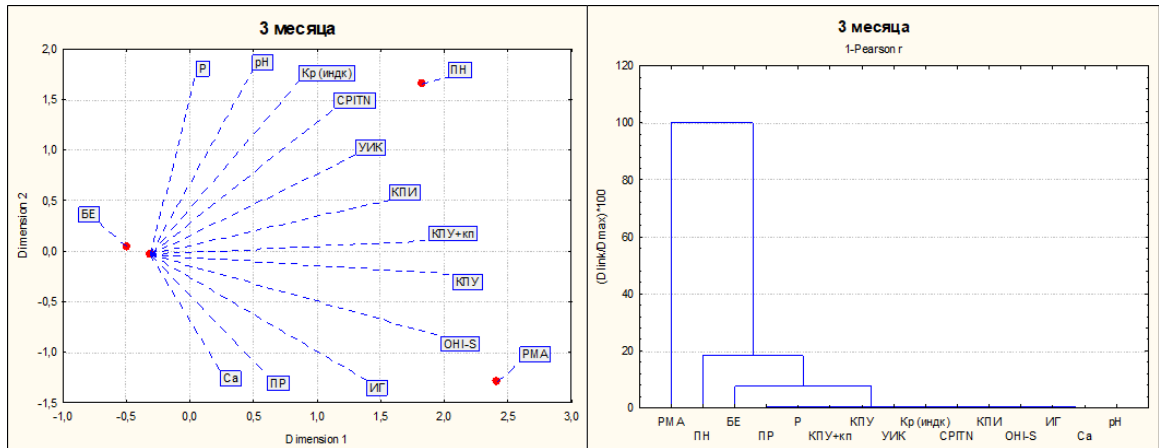 3 месяца
2,0
1,5
1,0
0,5
0,0
-0,5
-1,0
-1,5
Dimension 2
P
pH
Кр (индк)
ПН
CPITN
УИК
КПИ
БЕ
КПУ+кп
КПУ
OHI-S
PMA
Ca
ПР
ИГ
-1,0 -0,5 0,0 0,5 1,0 1,5 2,0 2,5 3,0
Dimension 1
3 месяца
1-Pearson r
120
100
80
60
40
20
0
(Dlink/Dmax)*100
PMA БЕ P КПУ Кр (индк) КПИ ИГ pH
ПН ПР КПУ+кп УИК CPITN OHI-S Ca